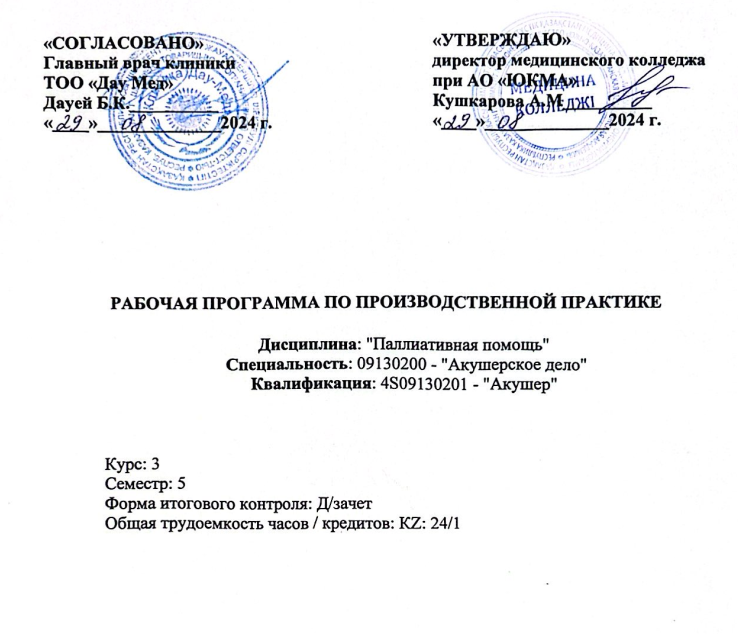 «СОГЛАСОВАНО»
Главный врач клиники
ТОО «Дау Мед»
Дауей Б.К.
«29» 08 2024 г.
«УТВЕРЖДАЮ»
директор медицинского колледжа
при АО «ЮКМА»
Кушкарова А.М
«29» 08 2024 г.
МЕДИЦИНА
КОЛЛЕДЖІ
РАБОЧАЯ ПРОГРАММА ПО ПРОИЗВОДСТВЕННОЙ ПРАКТИКЕ
Дисциплина: "Паллиативная помощь"
Специальность: 09130200 - "Акушерское дело"
Квалификация: 4S09130201 - "Акушер"
Курс: 3
Семестр: 5
Форма итогового контроля: Д/зачет
Общая трудоемкость часов / кредитов: KZ: 24/1